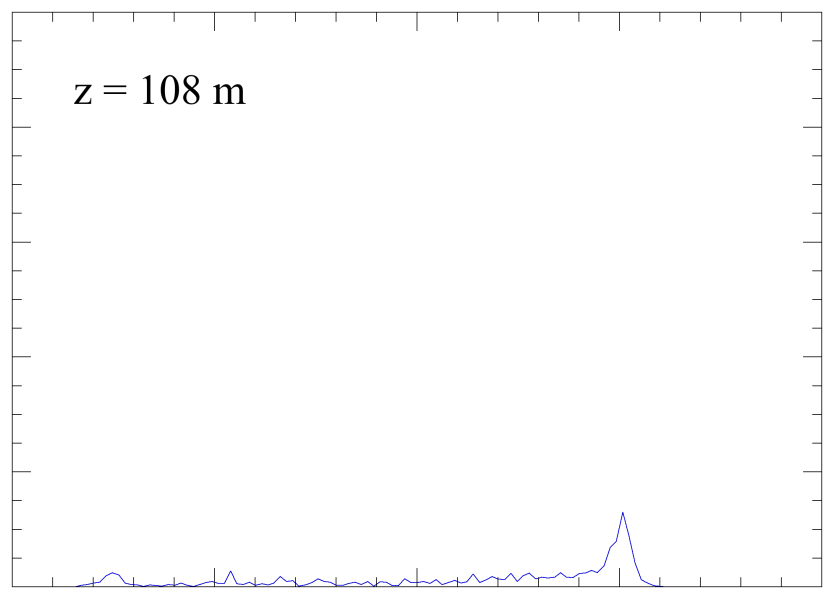 z = 108 m